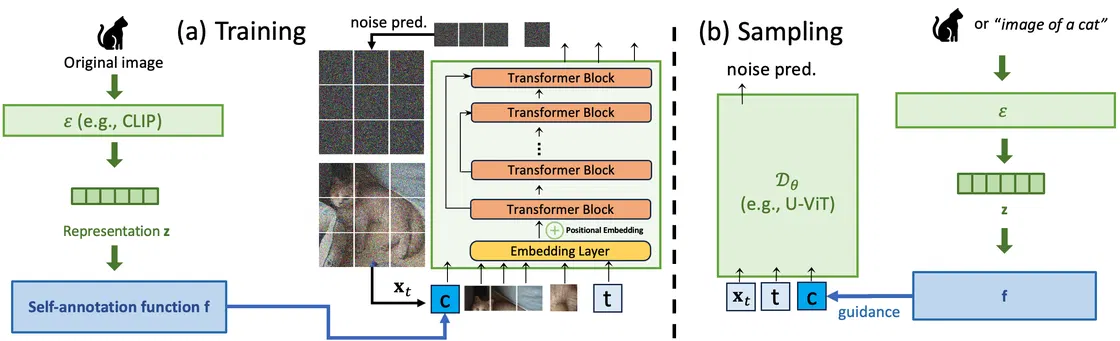 (a) Training
Original image
ε (e.g., CLIP)
Representation z
Self-annotation function f
noise pred.
x_t
c
Transformer Block
Transformer Block
...
Transformer Block
Transformer Block
+ Positional Embedding
Embedding Layer
t
(b) Sampling
noise pred.
𝒟_θ
(e.g., U-ViT)
x_t
t
c
guidance
or “image of a cat”
ε
z
f